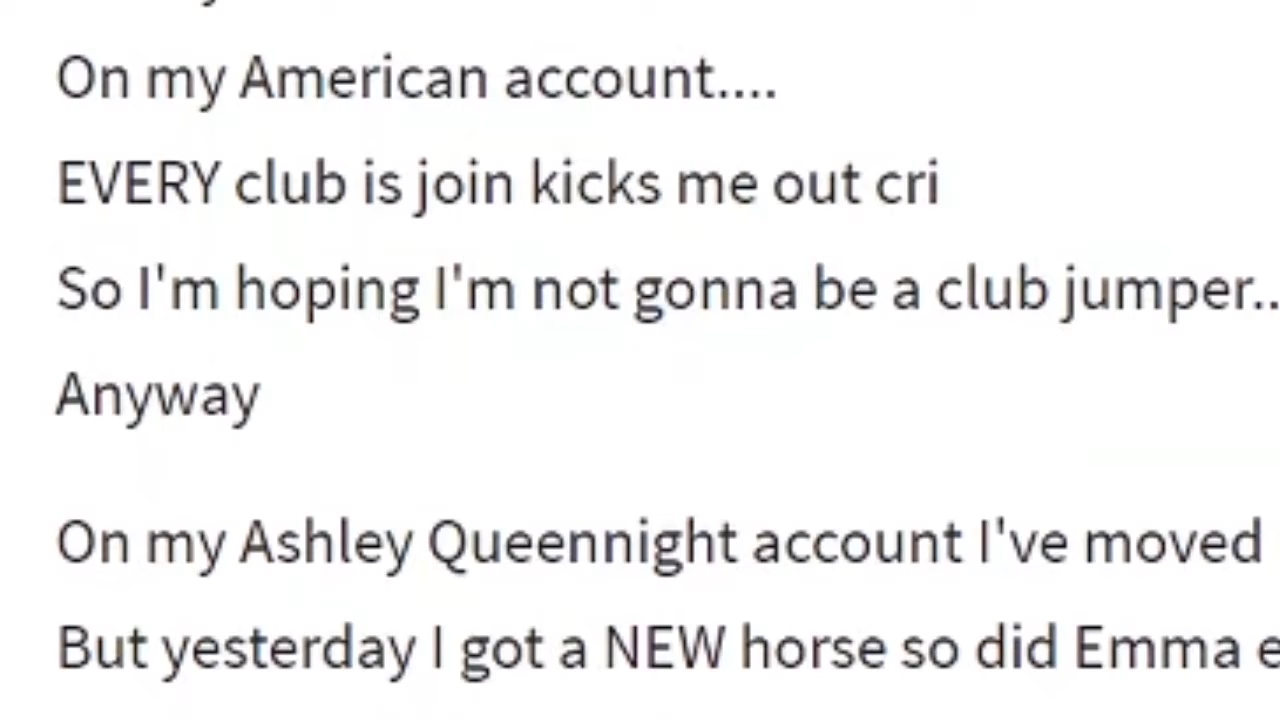 On my American account....
EVERY club is join kicks me out cri
So I'm hoping I'm not gonna be a club jumper..
Anyway
On my Ashley Queennight account I've moved
But yesterday I got a NEW horse so did Emma